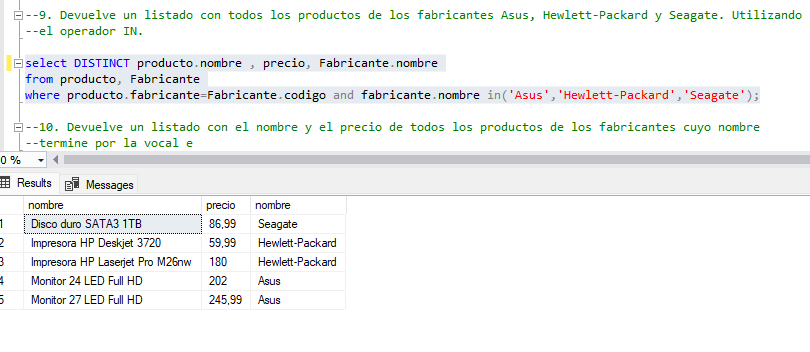 --9. Devuelve un listado con todos los productos de los fabricantes Asus, Hewlett-Packard y Seagate. Utilizando
--el operador IN.
select DISTINCT producto.nombre , precio, Fabricante.nombre
from producto, Fabricante
where producto.fabricante=Fabricante.codigo and fabricante.nombre in('Asus','Hewlett-Packard','Seagate');
--10. Devuelve un listado con el nombre y el precio de todos los productos de los fabricantes cuyo nombre
--termine por la vocal e
0 %
Results Messages
nombre precio nombre
1 Disco duro SATA3 1TB 86,99 Seagate
2 Impresora HP Deskjet 3720 59,99 Hewlett-Packard
3 Impresora HP Laserjet Pro M26nw 180 Hewlett-Packard
4 Monitor 24 LED Full HD 202 Asus
5 Monitor 27 LED Full HD 245,99 Asus